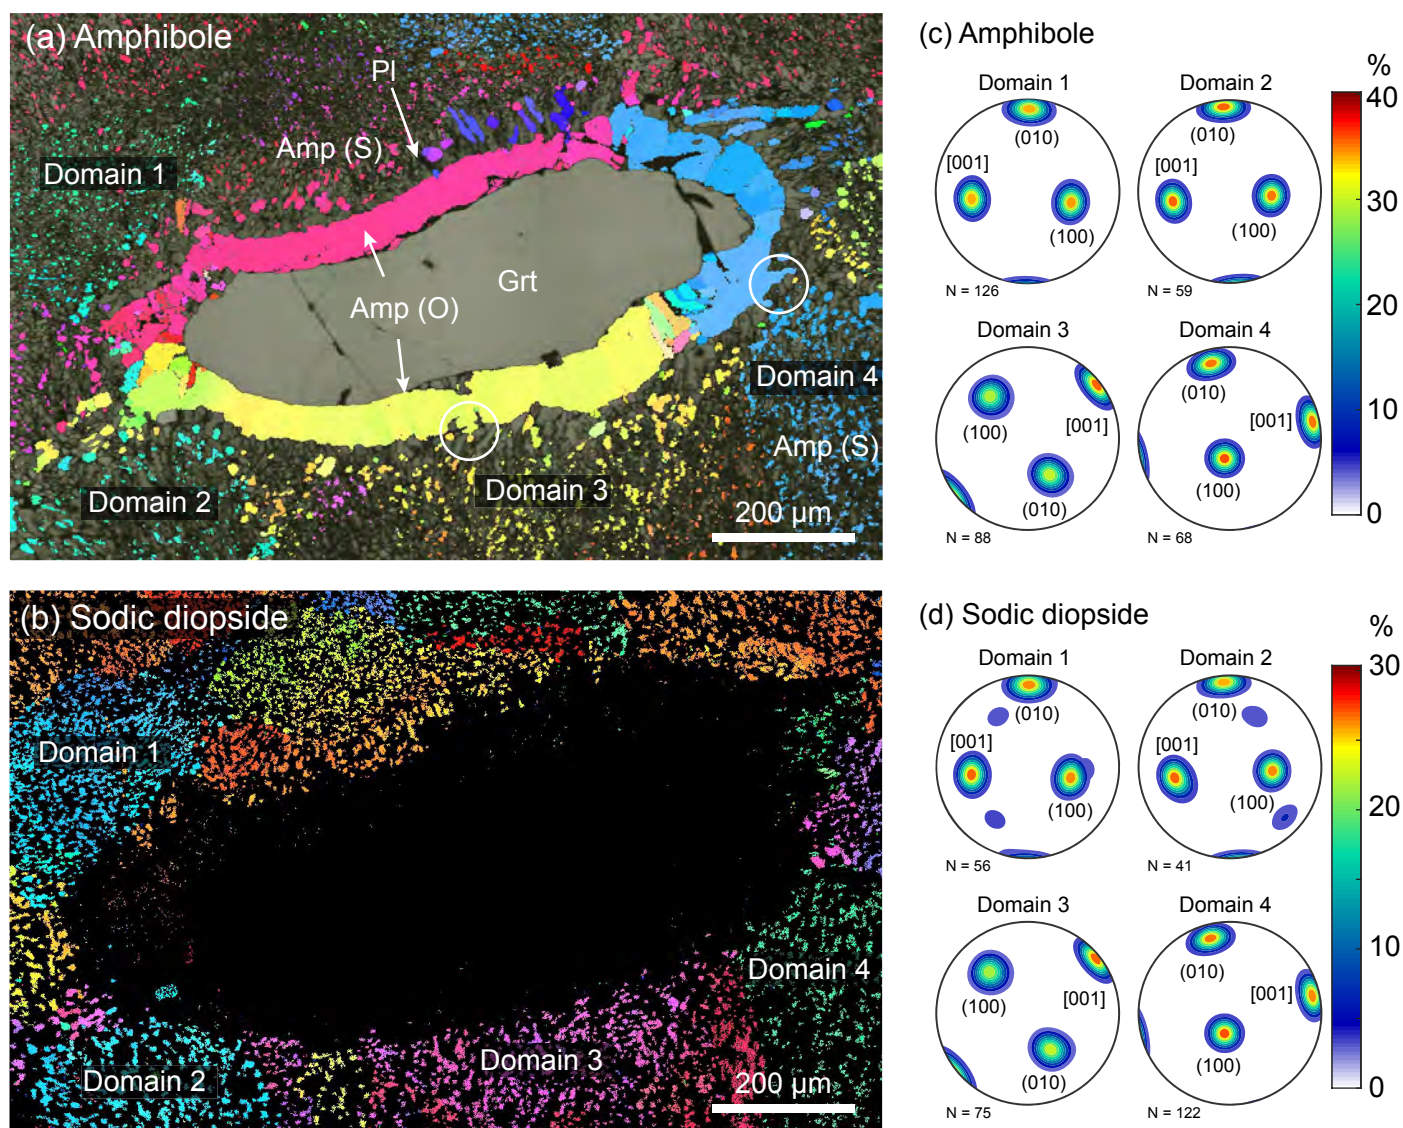 (a) Amphibole
Pl
Amp (S)
Domain 1
Grt
Amp (O)
Domain 4
Amp (S)
Domain 2
Domain 3
200 µm
(b) Sodic diopside
Domain 1
Domain 4
Domain 2
Domain 3
200 µm
(c) Amphibole
%
Domain 1
Domain 2
(010)
(010)
[001]
[001]
(100)
(100)
N = 126
N = 59
Domain 3
Domain 4
(100)
[001]
(010)
(010)
[001]
(100)
N = 88
N = 68
40
30
20
10
0
(d) Sodic diopside
%
Domain 1
Domain 2
(010)
(010)
[001]
[001]
(100)
(100)
N = 56
N = 41
Domain 3
Domain 4
(100)
[001]
(010)
(010)
[001]
(100)
N = 75
N = 122
30
20
10
0